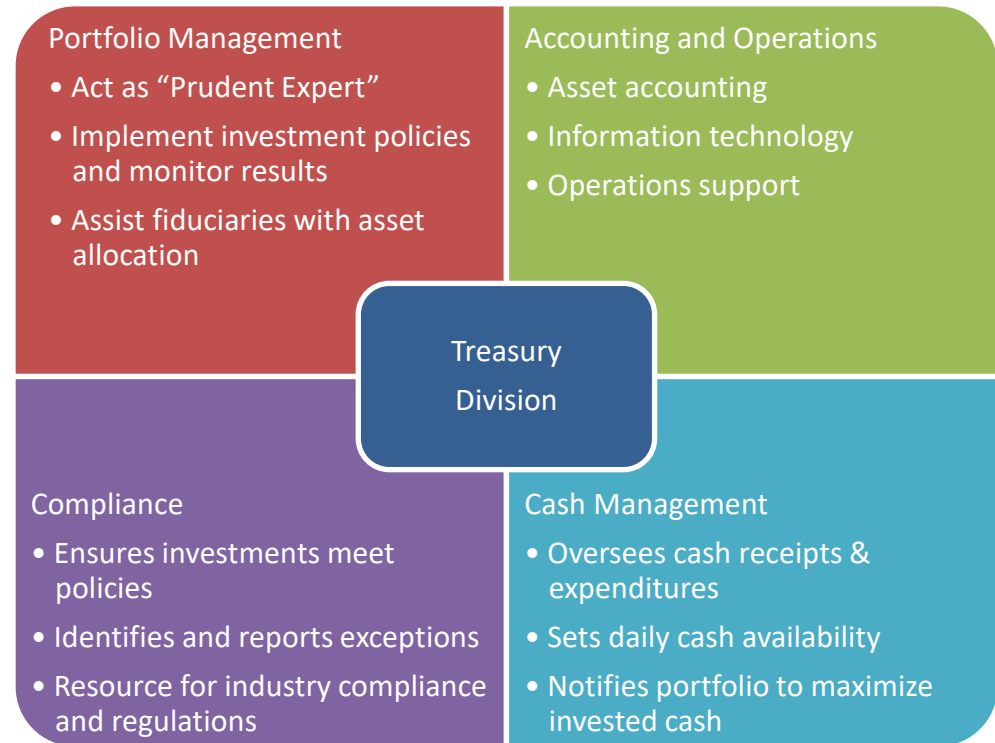 Portfolio Management
• Act as “Prudent Expert”
• Implement investment policies
and monitor results
• Assist fiduciaries with asset
allocation
Accounting and Operations
• Asset accounting
• Information technology
• Operations support
Treasury
Division
Compliance
• Ensures investments meet
policies
• Identifies and reports exceptions
• Resource for industry compliance
and regulations
Cash Management
• Oversees cash receipts &
expenditures
• Sets daily cash availability
• Notifies portfolio to maximize
invested cash